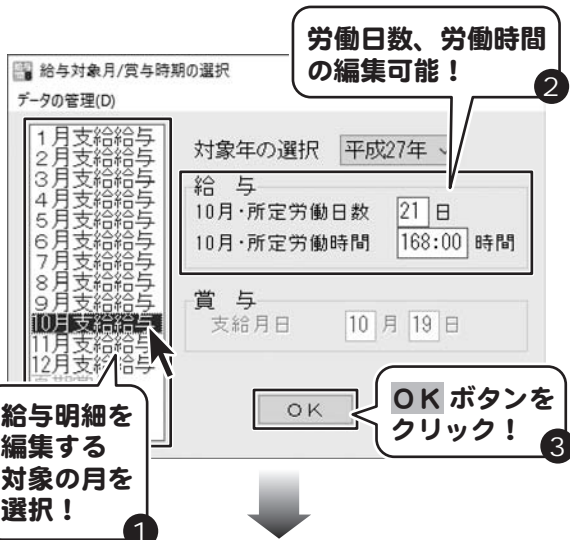 労働日数、労働時間
の編集可能！
2
給与対象月/賞与時期の選択
データの管理(D)
1月支給給与
2月支給給与
3月支給給与
4月支給給与
5月支給給与
6月支給給与
7月支給給与
8月支給給与
9月支給給与
10月支給給与
11月支給給与
12月支給給与
対象年の選択 平成27年
給 与
10月・所定労働日数 21 日
10月・所定労働時間 168:00 時間
賞 与
支給月日 10 月 19 日
OK
OK ボタンを
クリック！
3
給与明細を
編集する
対象の月を
選択！
1